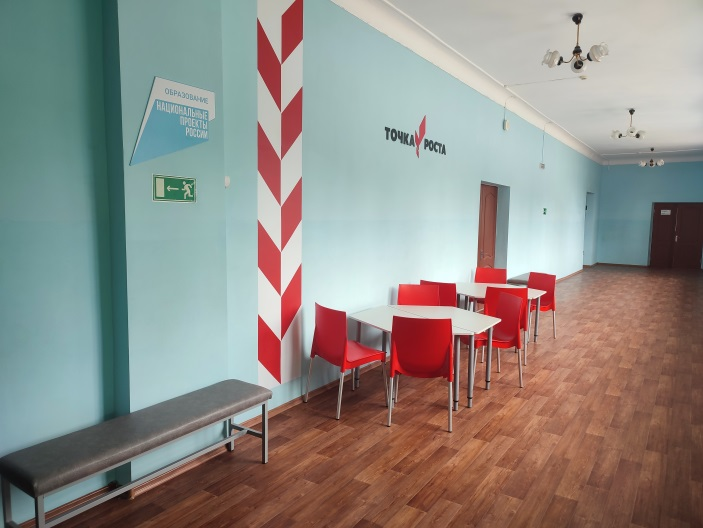 ОБРАЗОВАНИЕ
НАЦИОНАЛЬНЫЕ
ПРОЕКТЫ
РОССИИ
ТОЧКА РОСТА